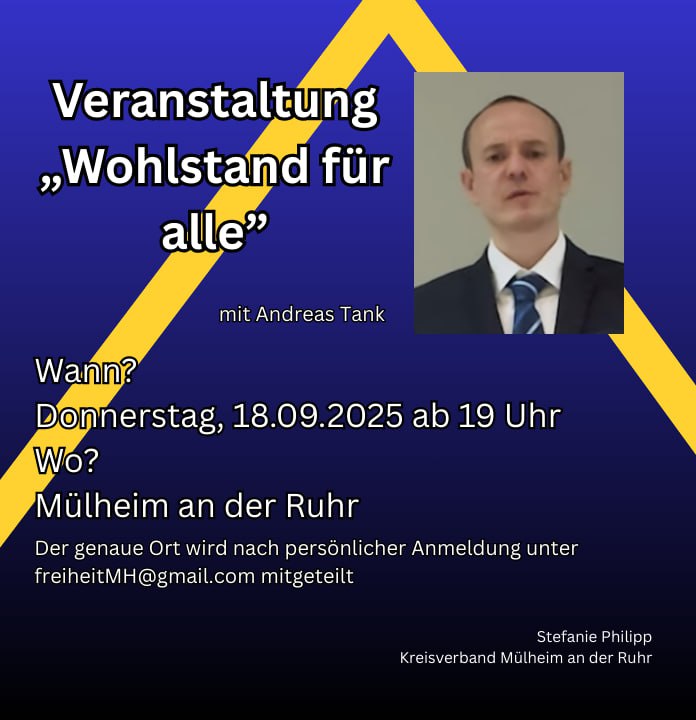 Veranstaltung
„Wohlstand für
alle”
mit Andreas Tank
Wann?
Donnerstag, 18.09.2025 ab 19 Uhr
Wo?
Mülheim an der Ruhr
Der genaue Ort wird nach persönlicher Anmeldung unter
freiheitMH@gmail.com mitgeteilt
Stefanie Philipp
Kreisverband Mülheim an der Ruhr